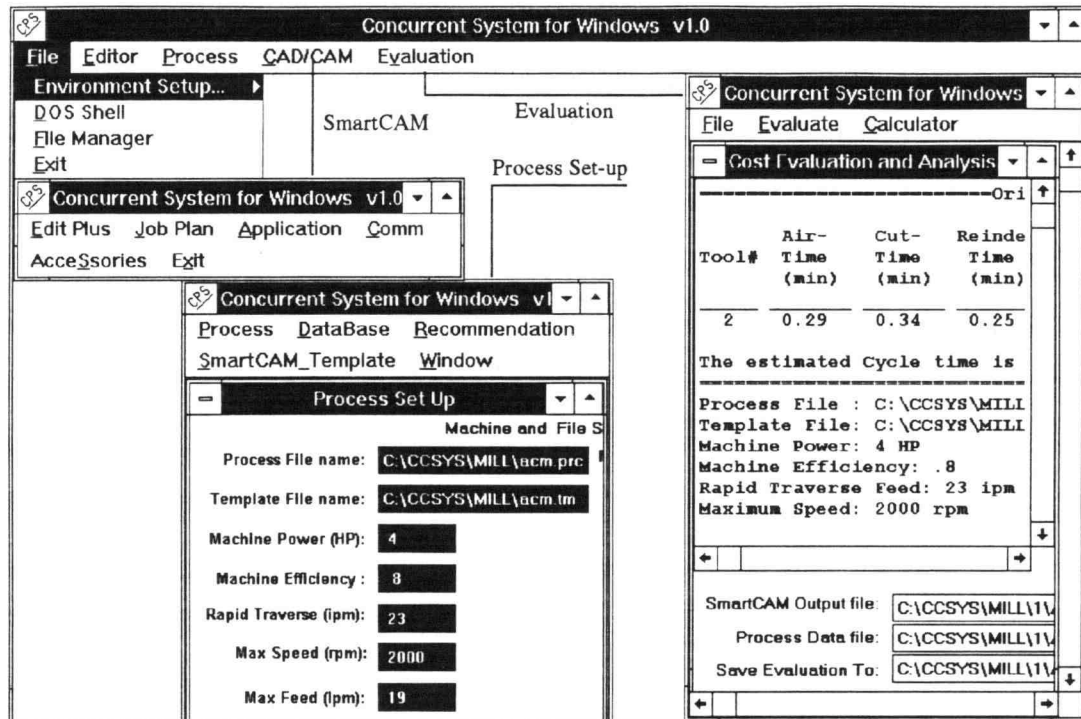 CPS
Concurrent System for Windows v1.0
File Editor Process CAD/CAM Evaluation
Environment Setup...
DOS Shell
File Manager
Exit
SmartCAM
Evaluation
Process Set-up
CPS
Concurrent System for Windows v1.0
Edit Plus Job Plan Application Comm
AcceSsories Exit
CPS
Concurrent System for Windows v1
Process DataBase Recommendation
SmartCAM_Template Window
Process Set Up
Machine and File S
Process File name: C:\CCSYS\MILL\acm.prc
Template File name: C:\CCSYS\MILL\acm.tm
Machine Power (HP): 4
Machine Efficiency : 8
Rapid Traverse (ipm): 23
Max Speed (rpm): 2000
Max Feed (ipm): 19
CPS
Concurrent System for Windows
File Evaluate Calculator
Cost Evaluation and Analysis
Ori
Air- Cut- Reinde
Tool# Time Time Time
(min) (min) (min)
2 0.29 0.34 0.25
The estimated Cycle time is
Process File : C:\CCSYS\MILL
Template File: C:\CCSYS\MILL
Machine Power: 4 HP
Machine Efficiency: .8
Rapid Traverse Feed: 23 ipm
Maximum Speed: 2000 rpm
SmartCAM Output file: C:\CCSYS\MILL\1\
Process Data file: C:\CCSYS\MILL\1\
Save Evaluation To: C:\CCSYS\MILL\1\